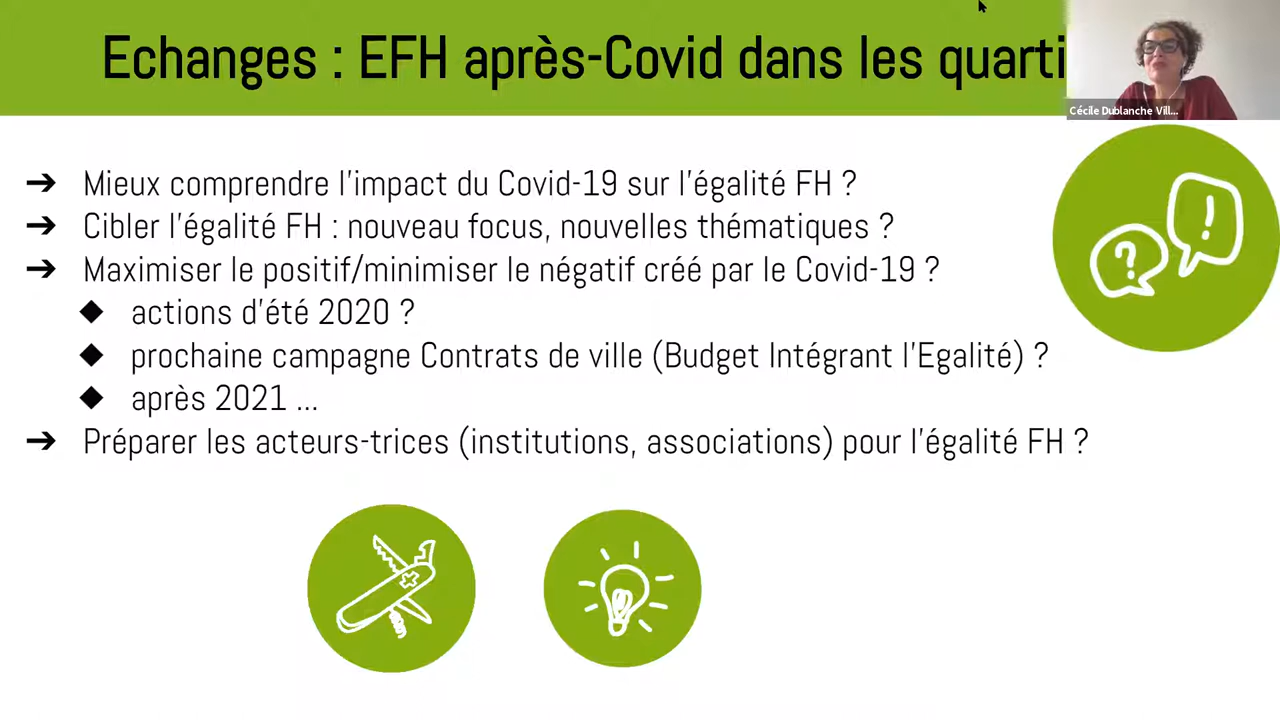 Echanges : EFH après-Covid dans les quarti
Cécile Dublanche Vill...
➔ Mieux comprendre l'impact du Covid-19 sur l'égalité FH ?
➔ Cibler l'égalité FH : nouveau focus, nouvelles thématiques ?
➔ Maximiser le positif/minimiser le négatif créé par le Covid-19 ?
◆ actions d'été 2020 ?
◆ prochaine campagne Contrats de ville (Budget Intégrant l'Egalité) ?
◆ après 2021 ...
➔ Préparer les acteurs-trices (institutions, associations) pour l'égalité FH ?